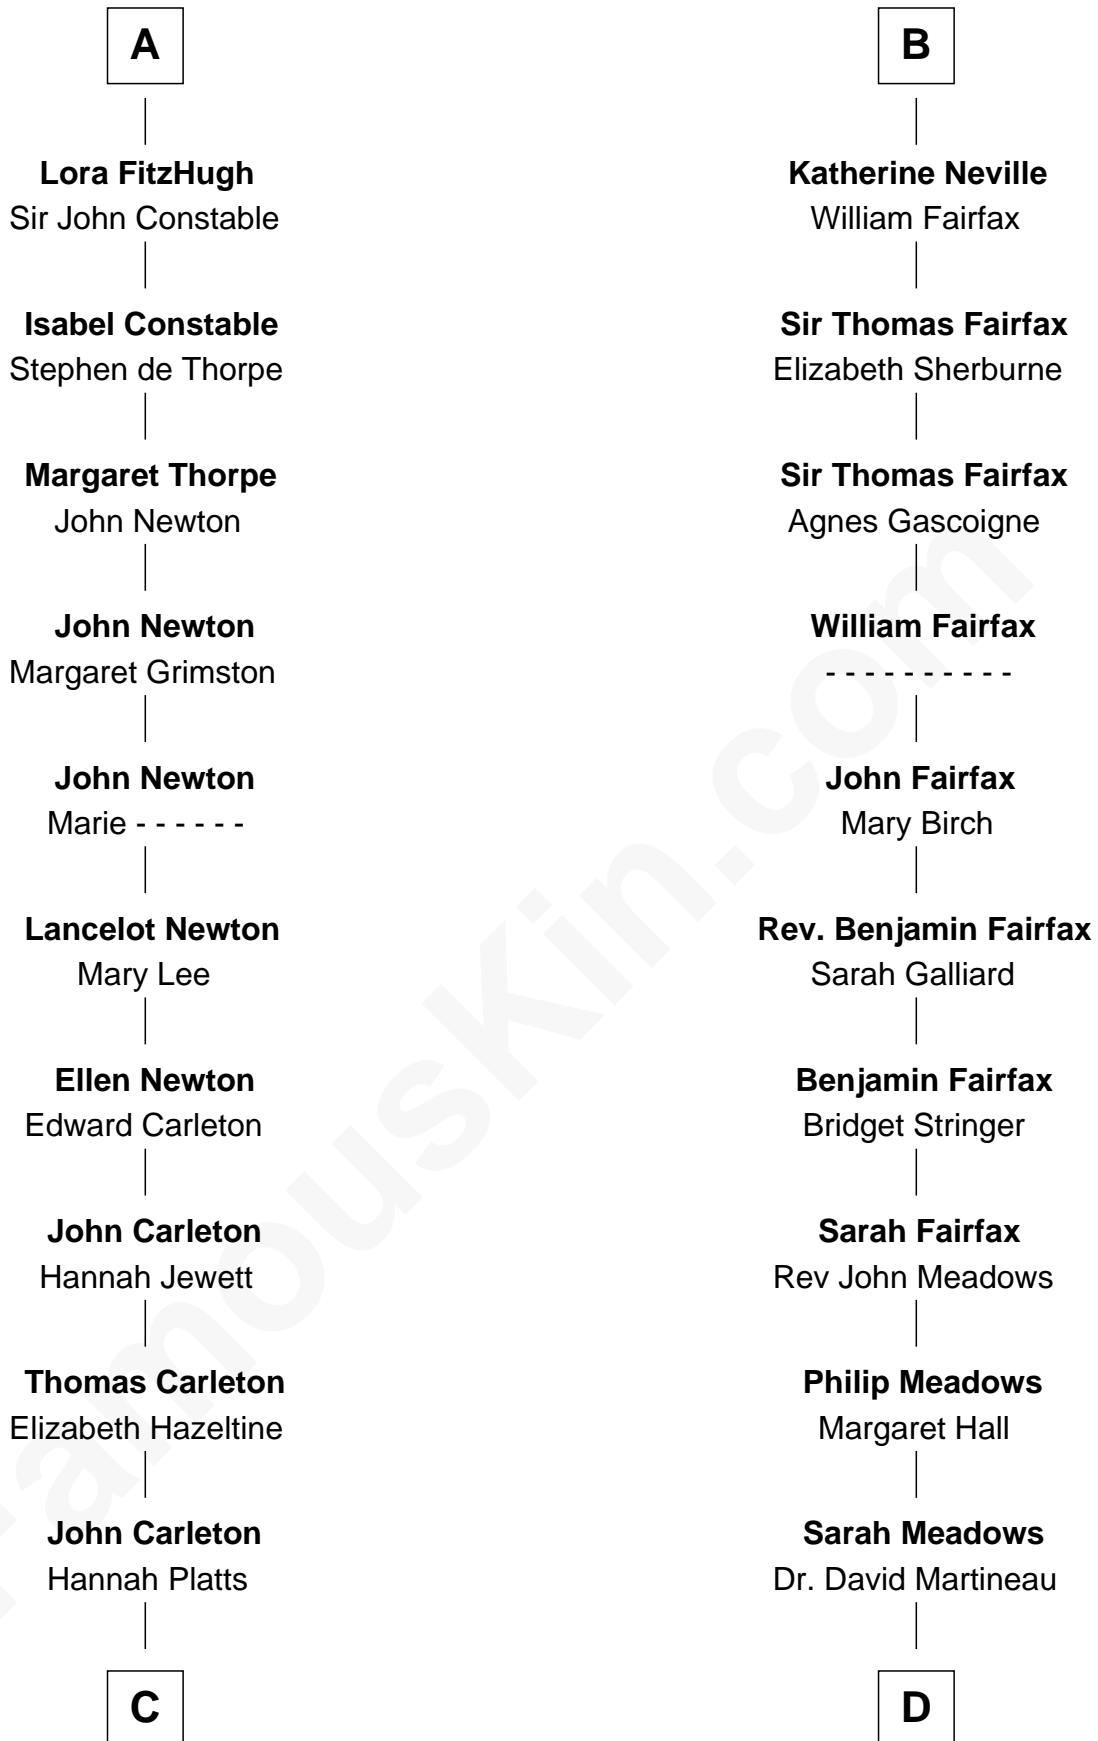 A
Lora FitzHugh
Sir John Constable
Isabel Constable
Stephen de Thorpe
Margaret Thorpe
John Newton
John Newton
Margaret Grimston
John Newton
Marie - - - - - -
Lancelot Newton
Mary Lee
Ellen Newton
Edward Carleton
John Carleton
Hannah Jewett
Thomas Carleton
Elizabeth Hazeltine
John Carleton
Hannah Platts
C
B
Katherine Neville
William Fairfax
Sir Thomas Fairfax
Elizabeth Sherburne
Sir Thomas Fairfax
Agnes Gascoigne
William Fairfax
- - - - - - - - - -
John Fairfax
Mary Birch
Rev. Benjamin Fairfax
Sarah Galliard
Benjamin Fairfax
Bridget Stringer
Sarah Fairfax
Rev John Meadows
Philip Meadows
Margaret Hall
Sarah Meadows
Dr. David Martineau
D
FamousKin.com